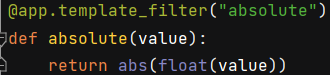 @app.template_filter("absolute")
def absolute(value):
    return abs(float(value))